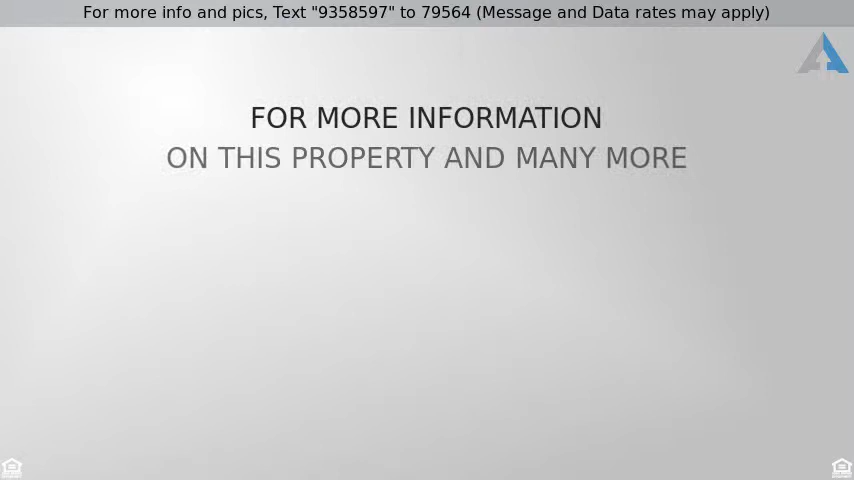 For more info and pics, Text "9358597" to 79564 (Message and Data rates may apply)
FOR MORE INFORMATION
ON THIS PROPERTY AND MANY MORE